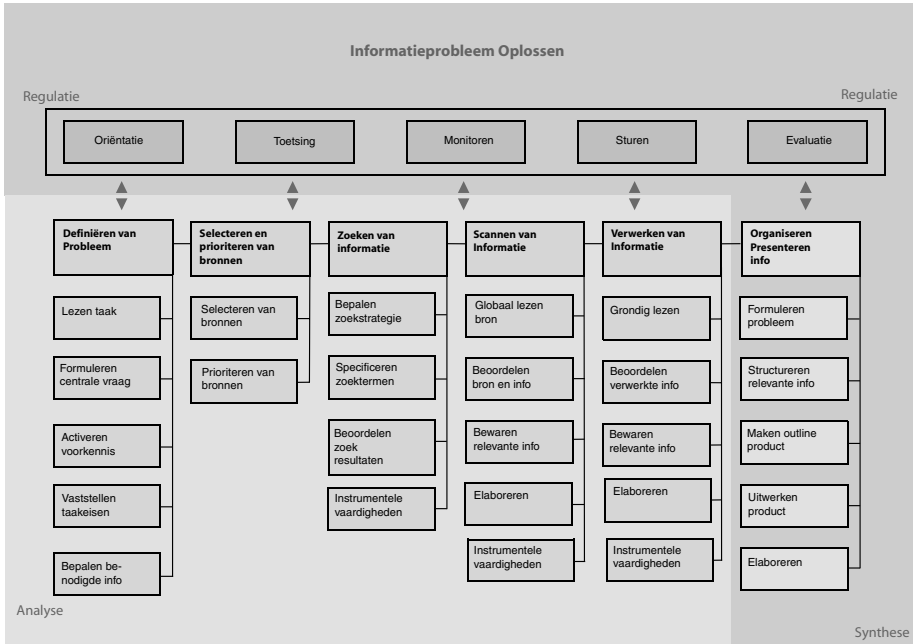 Informatieprobleem Oplossen
Regulatie
Regulatie
Oriëntatie
Toetsing
Monitoren
Sturen
Evaluatie
Definiëren van
Probleem
Lezen taak
Formuleren
centrale vraag
Activeren
voorkennis
Vaststellen
taakeisen
Bepalen be-
nodigde info
Selecteren en
prioriteren van
bronnen
Selecteren van
bronnen
Prioriteren van
bronnen
Zoeken van
informatie
Bepalen
zoekstrategie
Specificeren
zoektermen
Beoordelen
zoek
resultaten
Instrumentele
vaardigheden
Scannen van
Informatie
Globaal lezen
bron
Beoordelen
bron en info
Bewaren
relevante info
Elaboreren
Instrumentele
vaardigheden
Verwerken van
Informatie
Grondig lezen
Beoordelen
verwerkte info
Bewaren
relevante info
Elaboreren
Instrumentele
vaardigheden
Organiseren
Presenteren
info
Formuleren
probleem
Structureren
relevante info
Maken outline
product
Uitwerken
product
Elaboreren
Analyse
Synthese